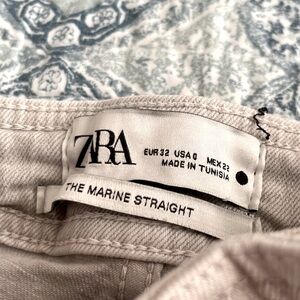 ZARA
EUR 32 USA 0 MEX 22
MADE IN TUNISIA
THE MARINE STRAIGHT